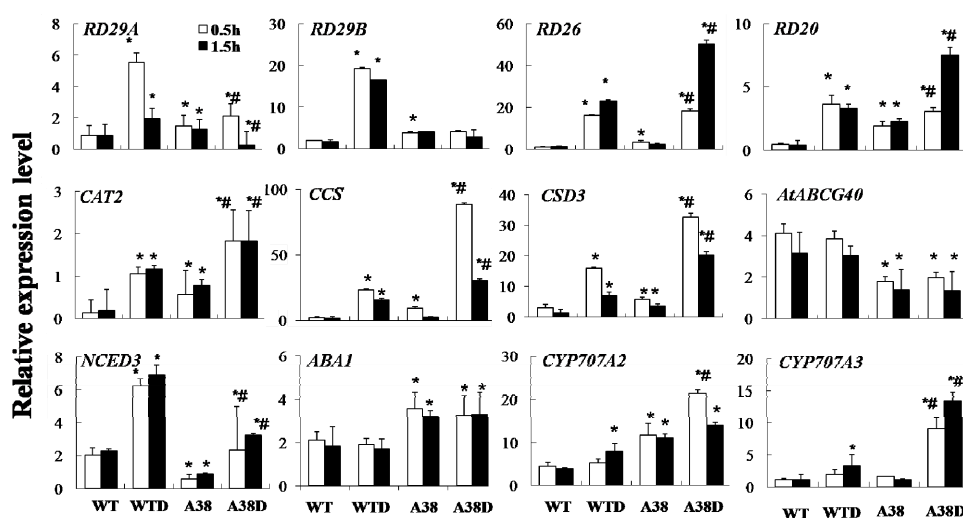 Relative expression level
RD29A
0.5h
1.5h
8
6
4
2
0
* * * * *# *#
RD29B
30
20
10
0
* * *
RD26
60
40
20
0
* * * *# *#
RD20
10
8
6
4
2
0
* * * * *# *#
CAT2
3
2
1
0
* * * * *# *#
CCS
100
50
0
* * * *# *#
CSD3
40
30
20
10
0
* * ** *# *#
AtABCG40
6
4
2
0
* * * *
NCED3
8
6
4
2
0
* * * * *# *#
WT WTD A38 A38D
ABA1
6
4
2
0
* * * *
WT WTD A38 A38D
CYP707A2
30
20
10
0
* * * *# *
WT WTD A38 A38D
CYP707A3
20
15
10
5
0
* *# *#
WT WTD A38 A38D